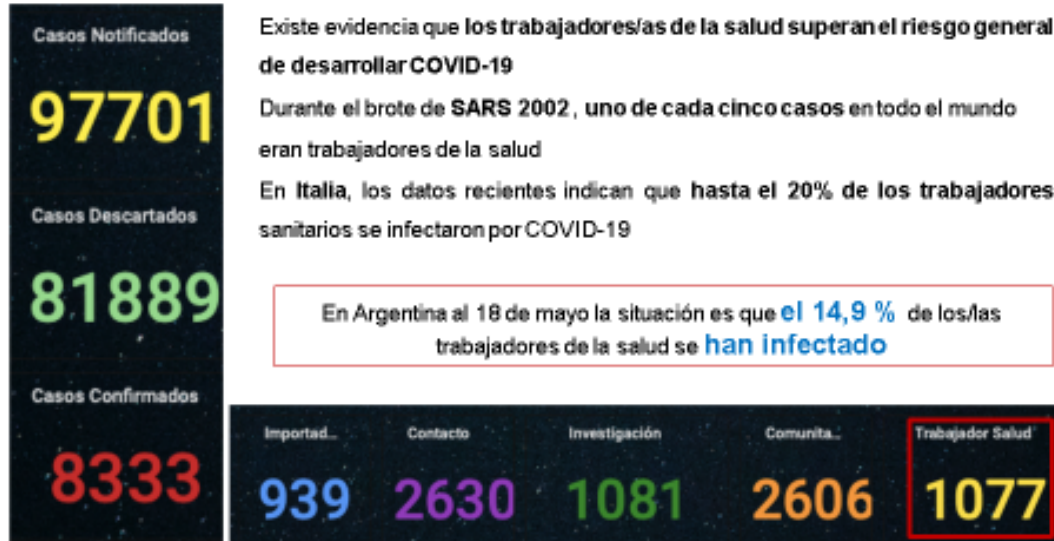 Casos Notificados
97701
Casos Descartados
81889
Casos Confirmados
8333
Existe evidencia que los trabajadores/as de la salud superan el riesgo general
de desarrollar COVID-19
Durante el brote de SARS 2002, uno de cada cinco casos en todo el mundo
eran trabajadores de la salud
En Italia, los datos recientes indican que hasta el 20% de los trabajadores
sanitarios se infectaron por COVID-19
En Argentina al 18 de mayo la situación es que el 14,9 % de los/las
trabajadores de la salud se han infectado
Importad... Contacto Investigación Comunita... Trabajador Salud
939 2630 1081 2606 1077